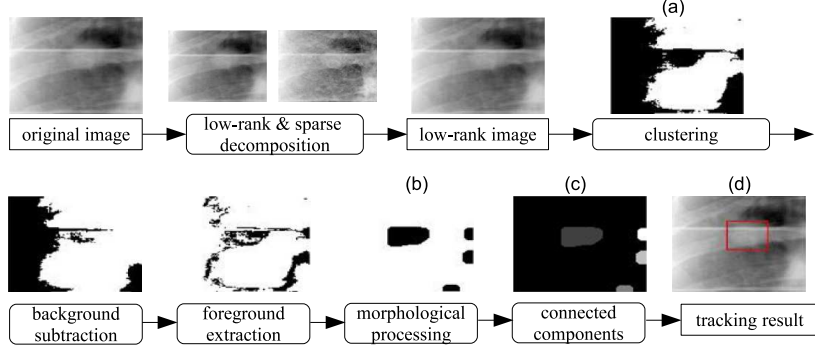 (a)
original image
low-rank & sparse
decomposition
low-rank image
clustering
(b)
(c)
(d)
background
subtraction
foreground
extraction
morphological
processing
connected
components
tracking result